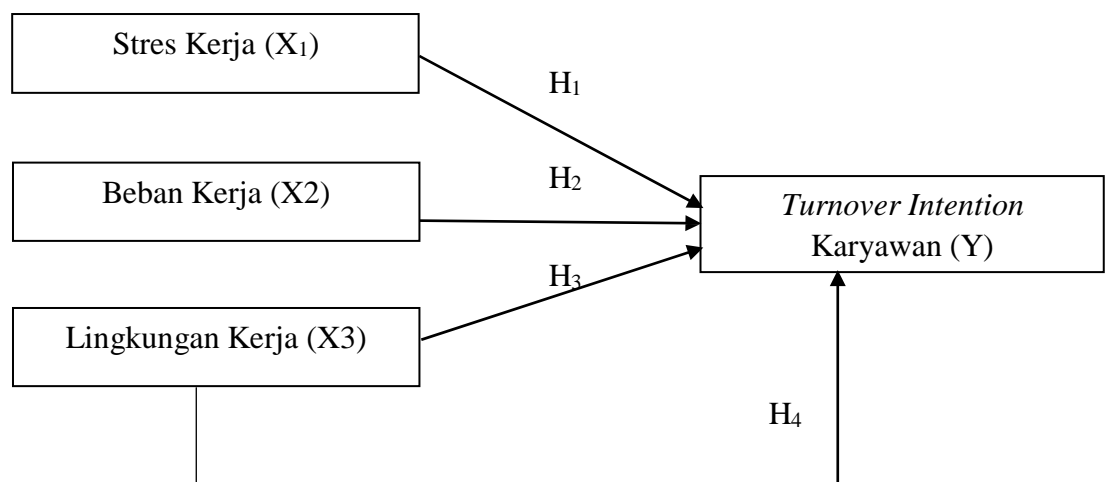 Stres Kerja (X₁)
H₁
Beban Kerja (X2)
H₂
Turnover Intention
Karyawan (Y)
H₃
Lingkungan Kerja (X3)
H₄